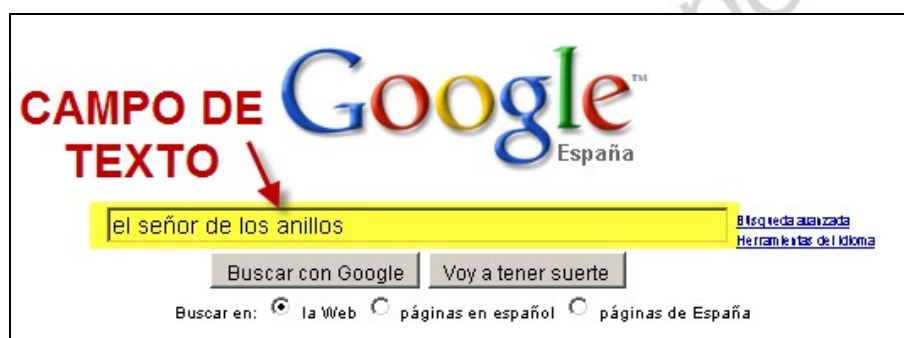 CAMPO DE
TEXTO
Google™
España
el señor de los anillos
Búsqueda avanzada
Herramientas del idioma
Buscar con Google Voy a tener suerte
Buscar en: la Web páginas en español páginas de España